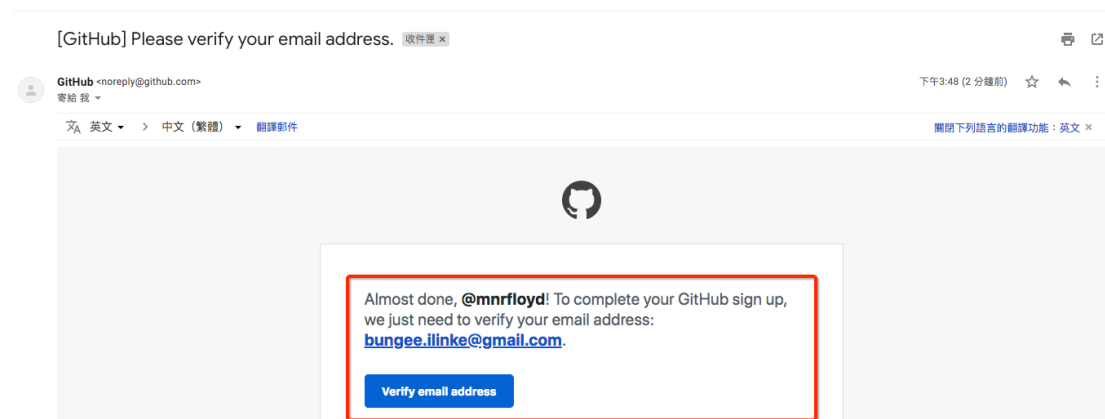 [GitHub] Please verify your email address. 收件匣 ×
GitHub <noreply@github.com>
下午3:48 (2 分鐘前)
寄給 我
英文 > 中文（繁體） 翻譯郵件
關閉下列語言的翻譯功能：英文 ×
Almost done, @mnrfloyd! To complete your GitHub sign up,
we just need to verify your email address:
bungee.ilinke@gmail.com.
Verify email address